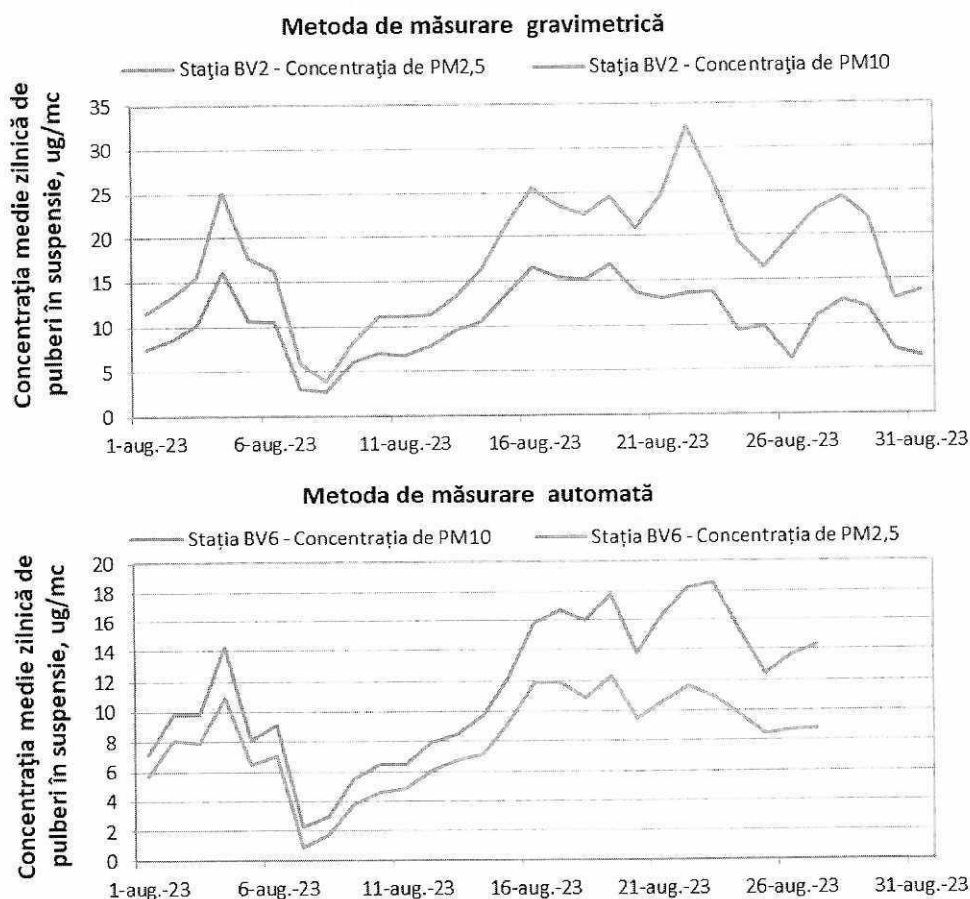 Metoda de măsurare gravimetrică
Stația BV2 - Concentrația de PM2,5
Stația BV2 - Concentrația de PM10
Concentrația medie zilnică de
pulberi în suspensie, ug/mc
35
30
25
20
15
10
5
0
1-aug.-23
6-aug.-23
11-aug.-23
16-aug.-23
21-aug.-23
26-aug.-23
31-aug.-23
Metoda de măsurare automată
Stația BV6 - Concentrația de PM10
Stația BV6 - Concentrația de PM2,5
Concentrația medie zilnică de
pulberi în suspensie, ug/mc
20
18
16
14
12
10
8
6
4
2
0
1-aug.-23
6-aug.-23
11-aug.-23
16-aug.-23
21-aug.-23
26-aug.-23
31-aug.-23